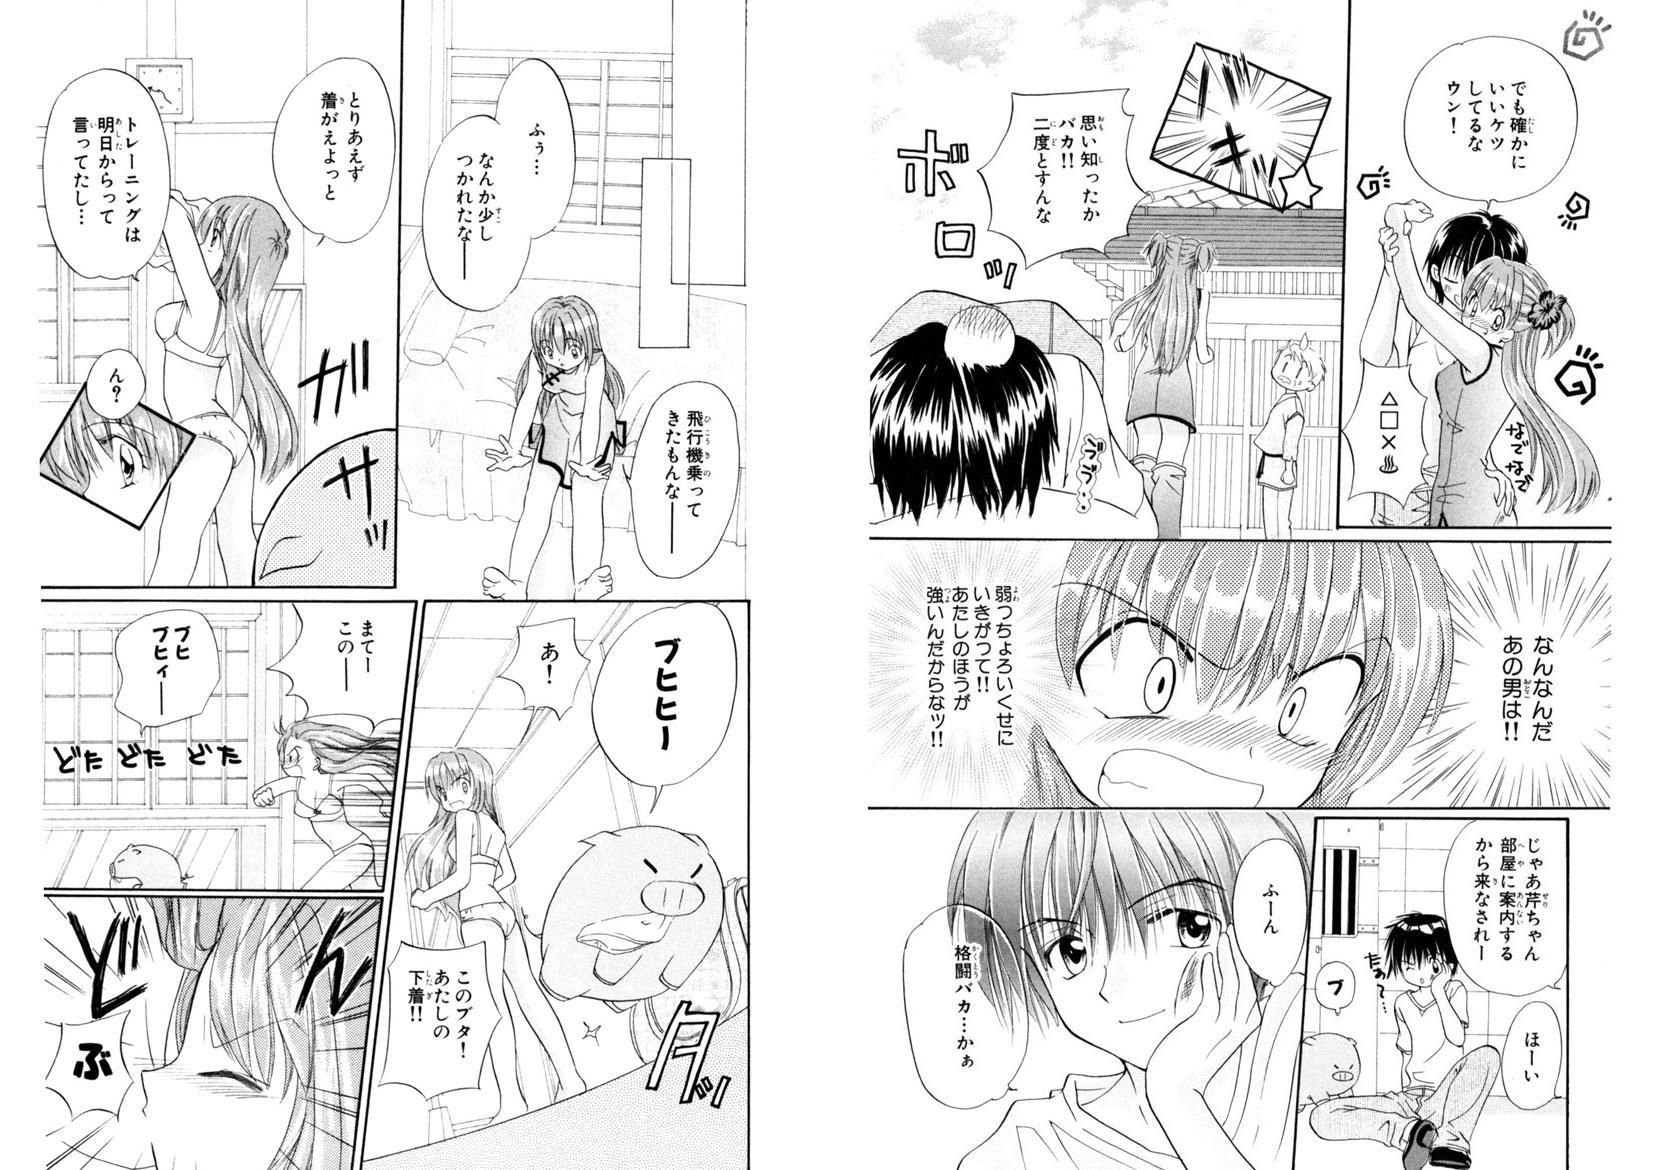 でも確かに
いいケツ
してるな
ウン！
△
□
×
♨
なでなで
思い知ったか
バカ!!
二度とすんな
ボロッ
ブブブ・・
なんなんだ
あの男は!!
弱っちょろいくせに
いきがって!!
あたしのほうが
強いんだからなッ!!
じゃあ芹ちゃん
部屋に案内する
から来なされー
ほーい
ブ
ふーん
格闘バカ…かぁ
ふぅ…
なんか少し
つかれたなー
飛行機乗って
きたもんなー
とりあえず
着がえよっと
トレーニングは
明日からって
言ってたし…
ん？
ガサッ
ブヒヒー
あ！
このブタ！
あたしの
下着!!
ダッ
まてー
このー
ブヒ
ブヒィー
どた どた どた
どん
ぶ